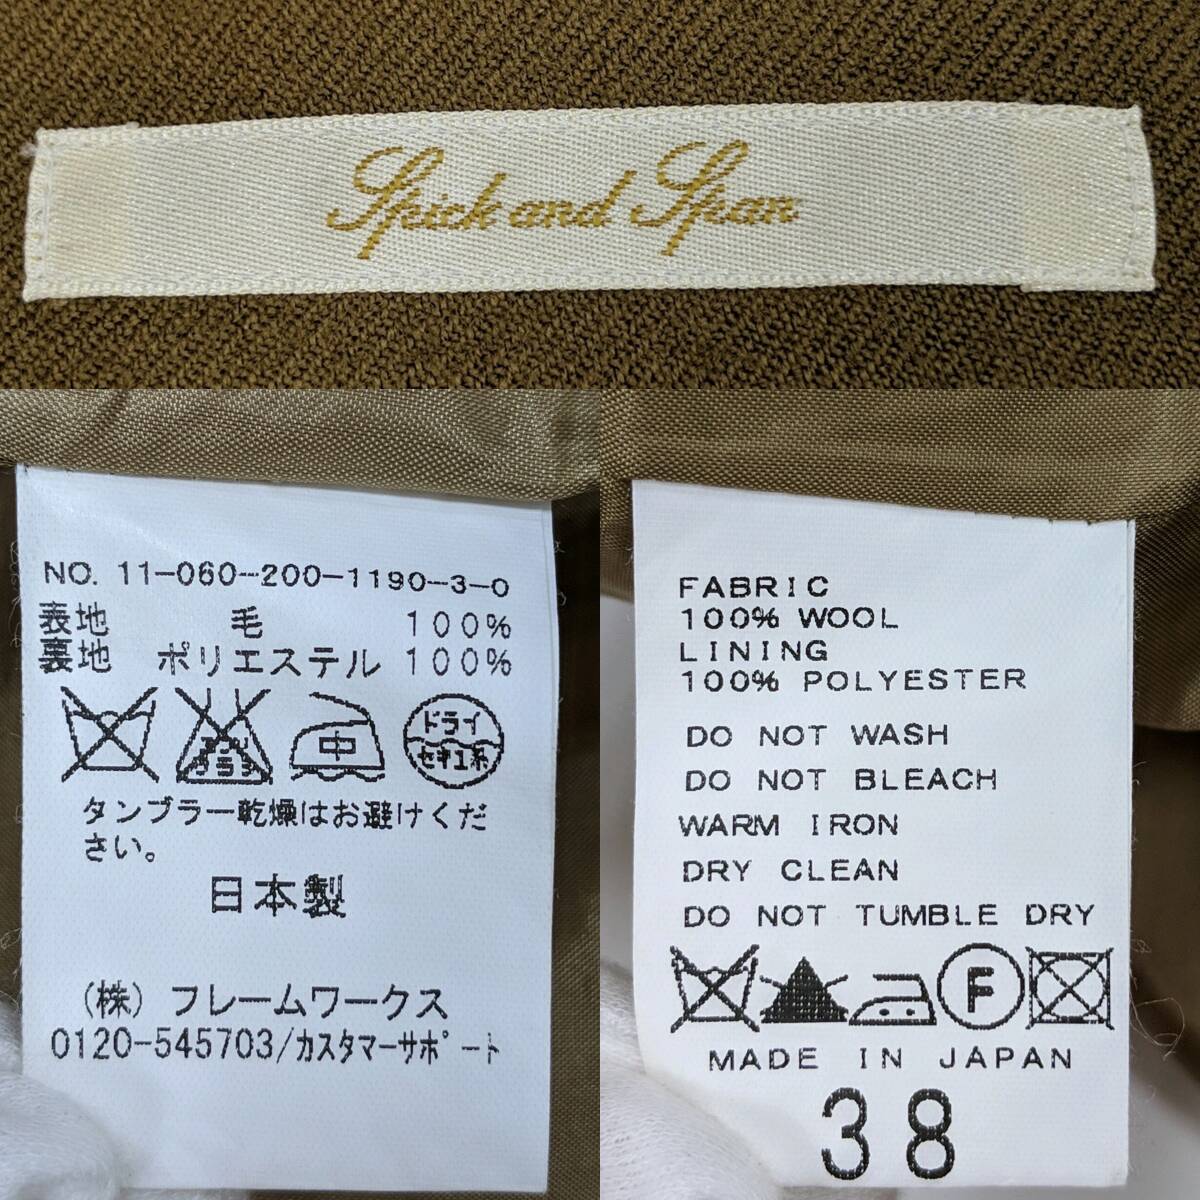 Spick and Span
NO. 11-060-200-1190-3-0
表地 毛 100%
裏地 ポリエステル 100%
中
ドライ
セキユ系
タンブラー乾燥はお避けくだ
さい。
日本製
(株) フレームワークス
0120-545703/カスタマーサポート
FABRIC
100% WOOL
LINING
100% POLYESTER
DO NOT WASH
DO NOT BLEACH
WARM IRON
DRY CLEAN
DO NOT TUMBLE DRY
F
MADE IN JAPAN
38